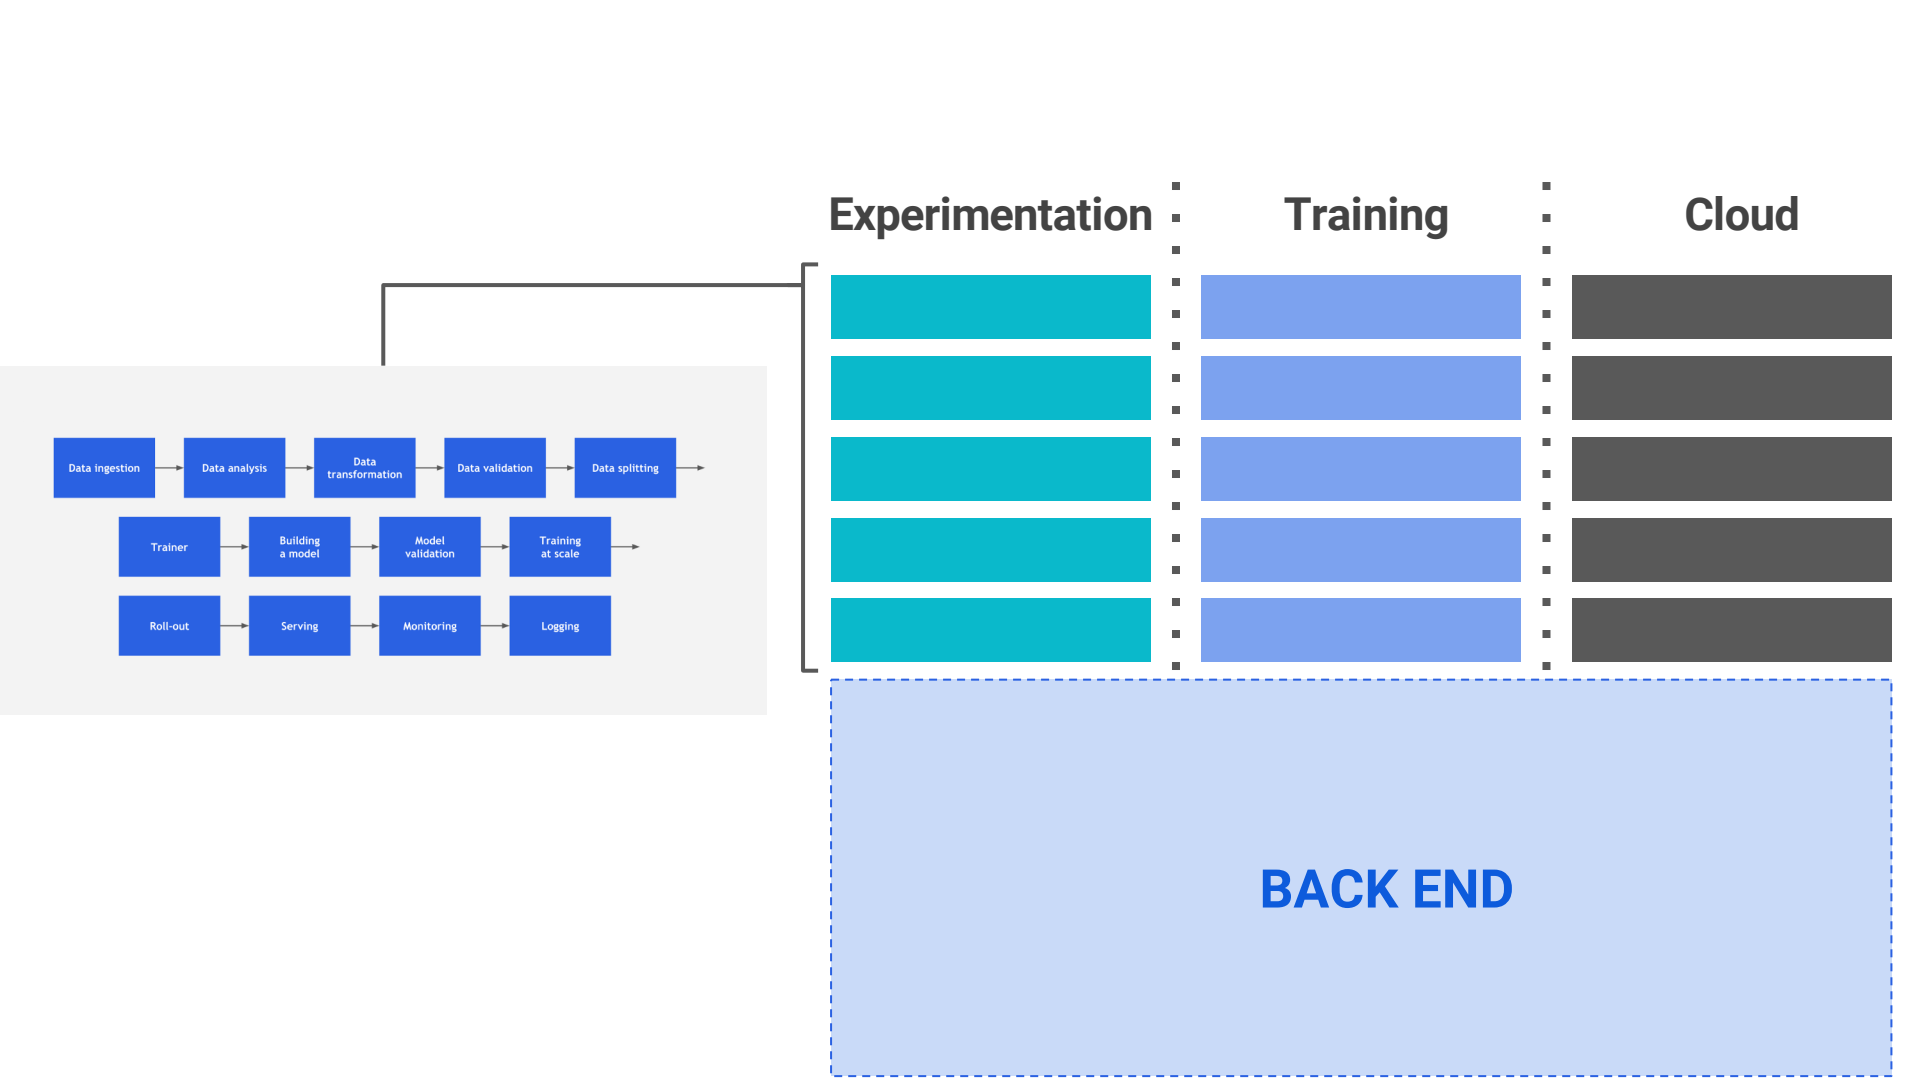 Experimentation
Training
Cloud
Data ingestion
Data analysis
Data
transformation
Data validation
Data splitting
Trainer
Building
a model
Model
validation
Training
at scale
Roll-out
Serving
Monitoring
Logging
BACK END